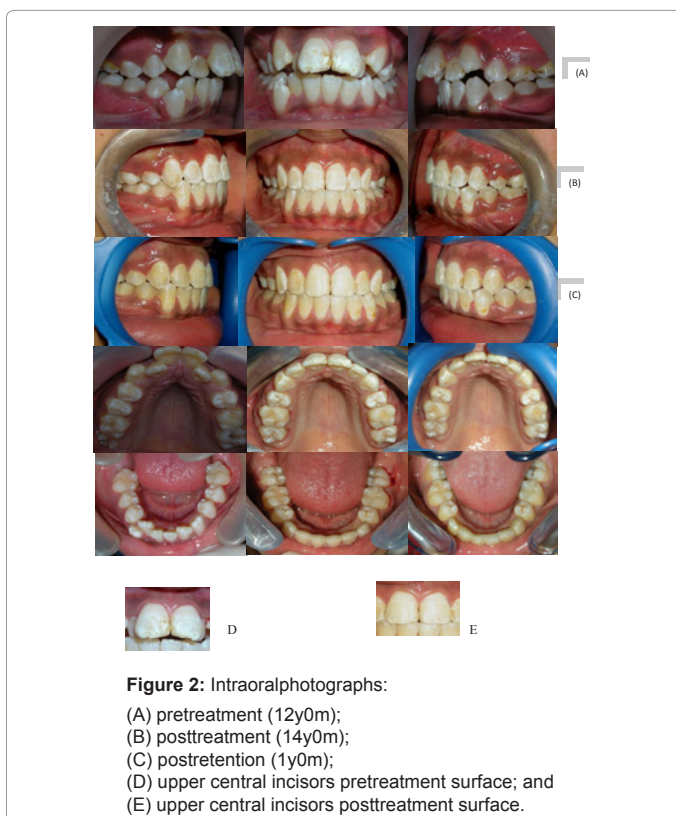 (A)
(B)
(C)
D
E
Figure 2: Intraoralphotographs:
(A) pretreatment (12y0m);
(B) posttreatment (14y0m);
(C) postretention (1y0m);
(D) upper central incisors pretreatment surface; and
(E) upper central incisors posttreatment surface.